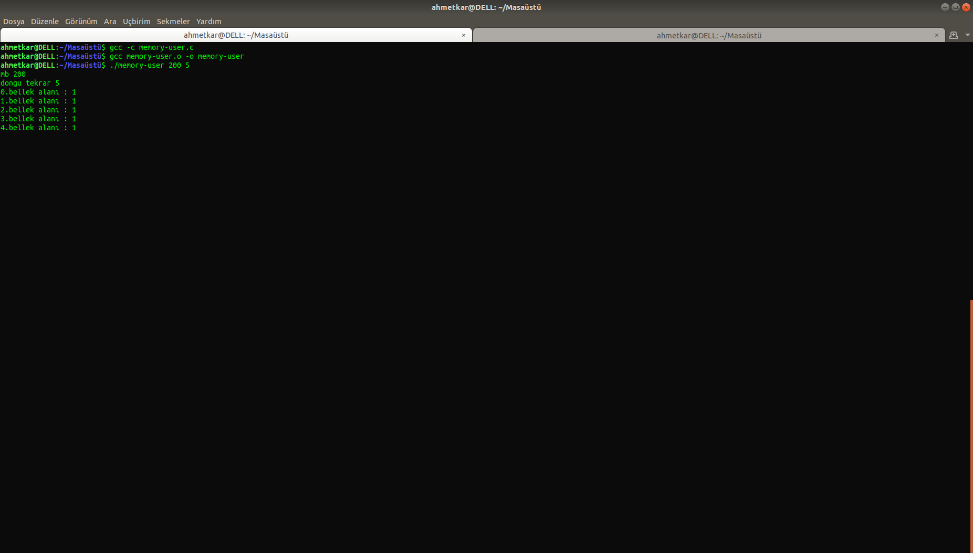 ahmetkar@DELL: ~/Masaüstü
Dosya Düzenle Görünüm Ara Uçbirim Sekmeler Yardım
ahmetkar@DELL: ~/Masaüstü × ahmetkar@DELL: ~/Masaüstü ×
ahmetkar@DELL:~/Masaüstü$ gcc -c memory-user.c
ahmetkar@DELL:~/Masaüstü$ gcc memory-user.o -o memory-user
ahmetkar@DELL:~/Masaüstü$ ./memory-user 200 5
mb 200
dongu tekrar 5
0.bellek alanı : 1
1.bellek alanı : 1
2.bellek alanı : 1
3.bellek alanı : 1
4.bellek alanı : 1